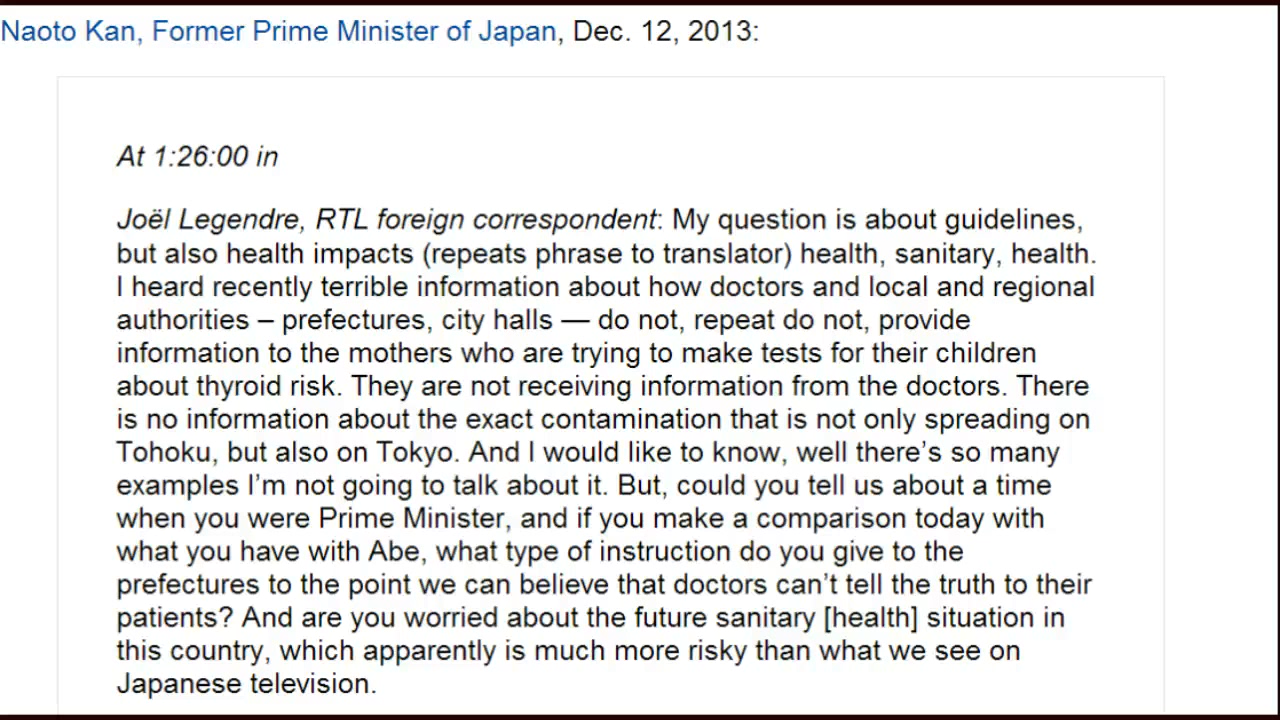 Naoto Kan, Former Prime Minister of Japan, Dec. 12, 2013:
At 1:26:00 in
Joël Legendre, RTL foreign correspondent: My question is about guidelines,
but also health impacts (repeats phrase to translator) health, sanitary, health.
I heard recently terrible information about how doctors and local and regional
authorities – prefectures, city halls — do not, repeat do not, provide
information to the mothers who are trying to make tests for their children
about thyroid risk. They are not receiving information from the doctors. There
is no information about the exact contamination that is not only spreading on
Tohoku, but also on Tokyo. And I would like to know, well there’s so many
examples I’m not going to talk about it. But, could you tell us about a time
when you were Prime Minister, and if you make a comparison today with
what you have with Abe, what type of instruction do you give to the
prefectures to the point we can believe that doctors can’t tell the truth to their
patients? And are you worried about the future sanitary [health] situation in
this country, which apparently is much more risky than what we see on
Japanese television.